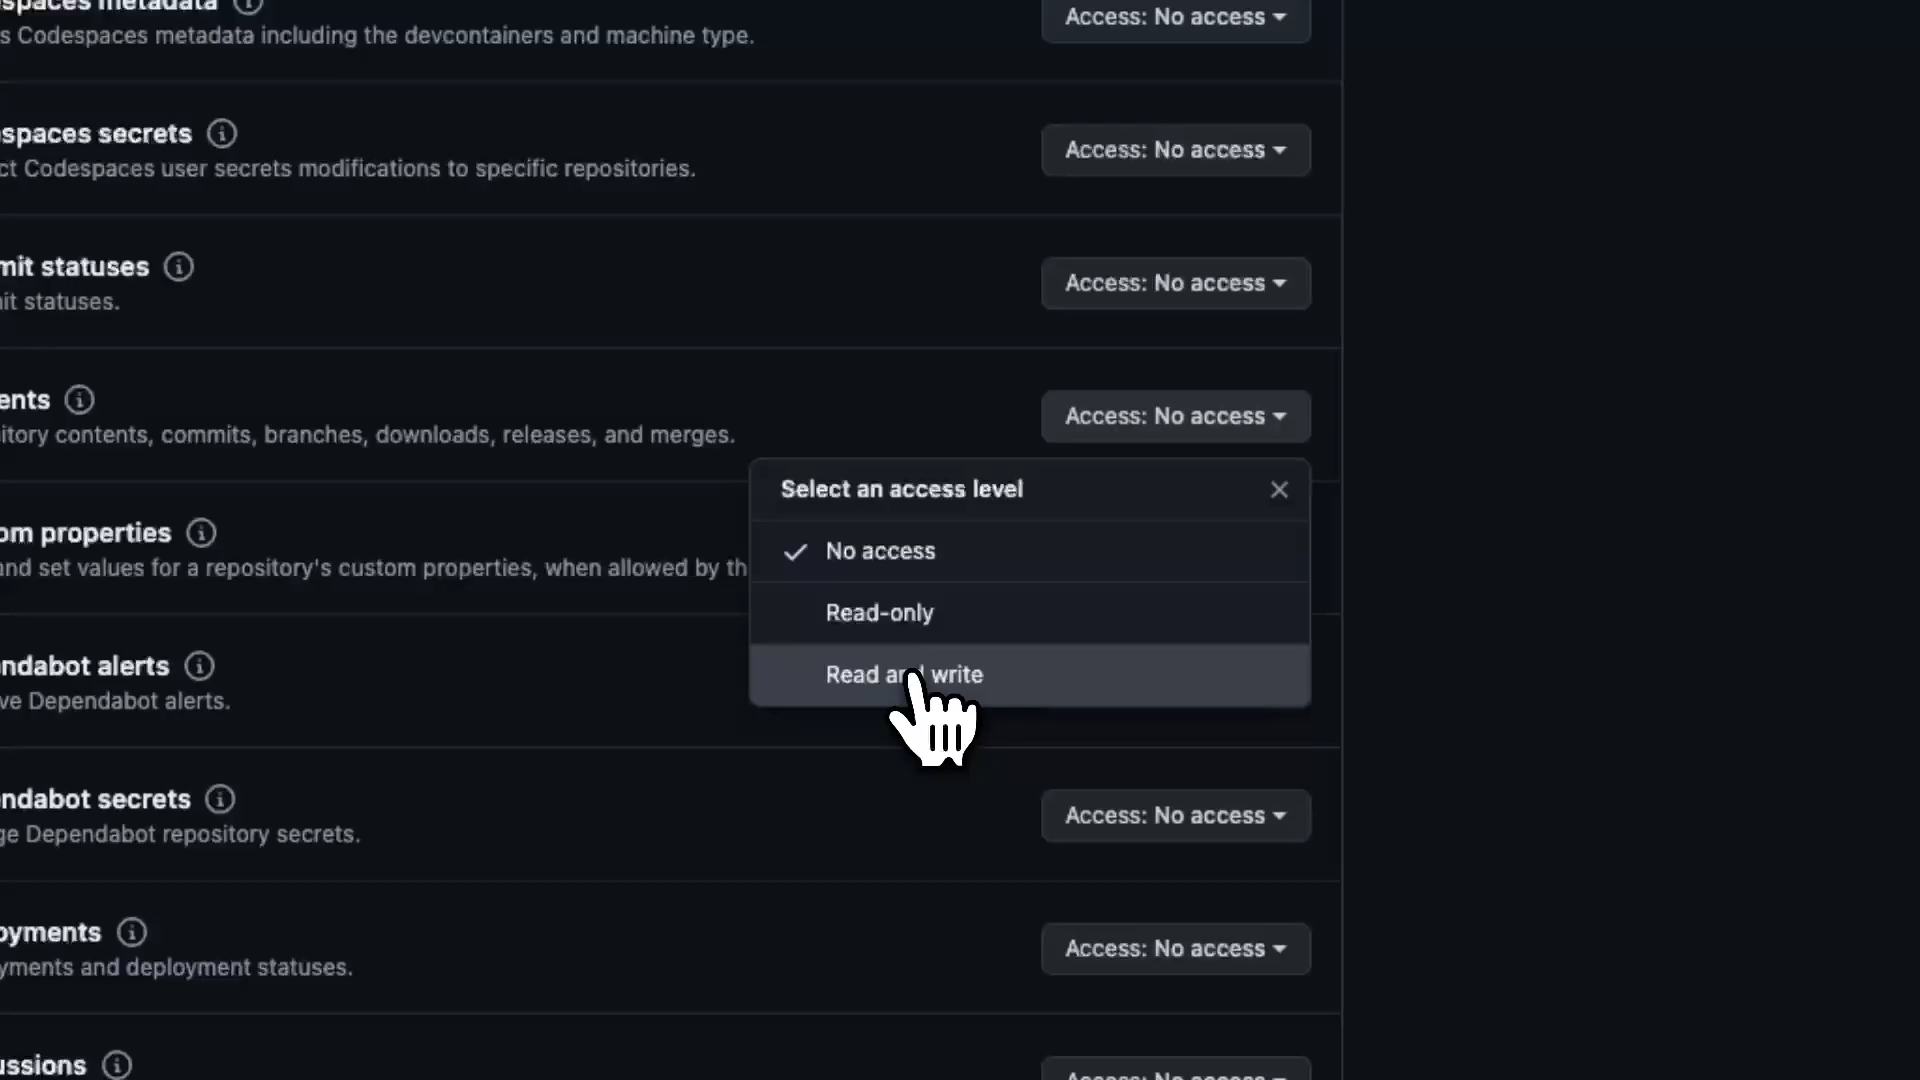 spaces metadata
Access: No access
s Codespaces metadata including the devcontainers and machine type.
spaces secrets
Access: No access
ct Codespaces user secrets modifications to specific repositories.
mit statuses
Access: No access
it statuses.
ents
Access: No access
itory contents, commits, branches, downloads, releases, and merges.
Select an access level
om properties
No access
and set values for a repository's custom properties, when allowed by th
Read-only
ndabot alerts
Read and write
ve Dependabot alerts.
ndabot secrets
Access: No access
ge Dependabot repository secrets.
oyments
Access: No access
yments and deployment statuses.
ussions
Access: No access